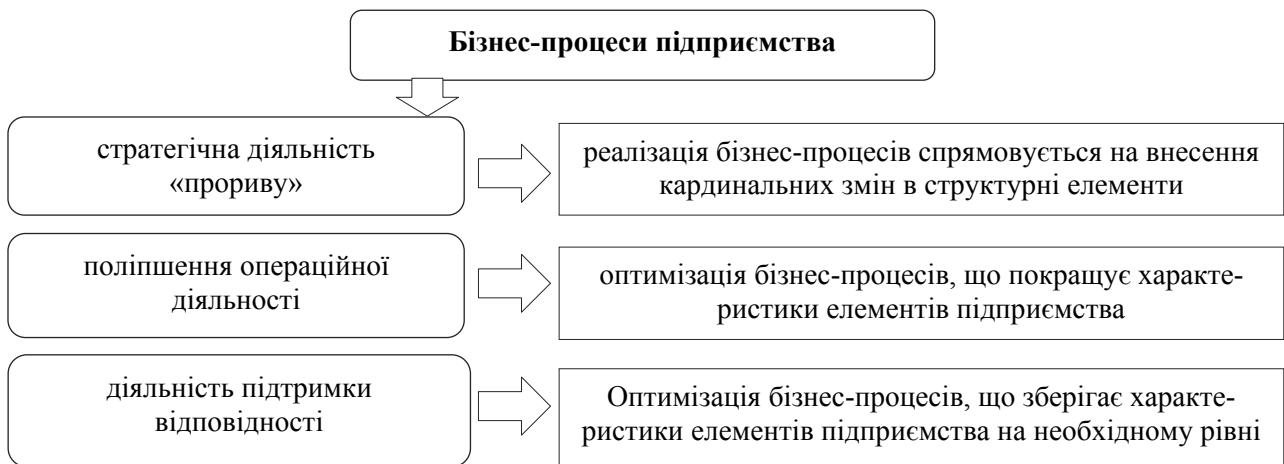 Бізнес-процеси підприємства
стратегічна діяльність
«прориву»
реалізація бізнес-процесів спрямовується на внесення
кардинальних змін в структурні елементи
поліпшення операційної
діяльності
оптимізація бізнес-процесів, що покращує характе-
ристики елементів підприємства
діяльність підтримки
відповідності
Оптимізація бізнес-процесів, що зберігає характе-
ристики елементів підприємства на необхідному рівні